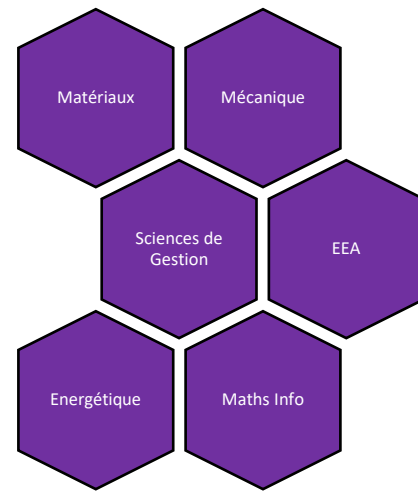 Matériaux
Mécanique
Sciences de
Gestion
EEA
Energétique
Maths Info